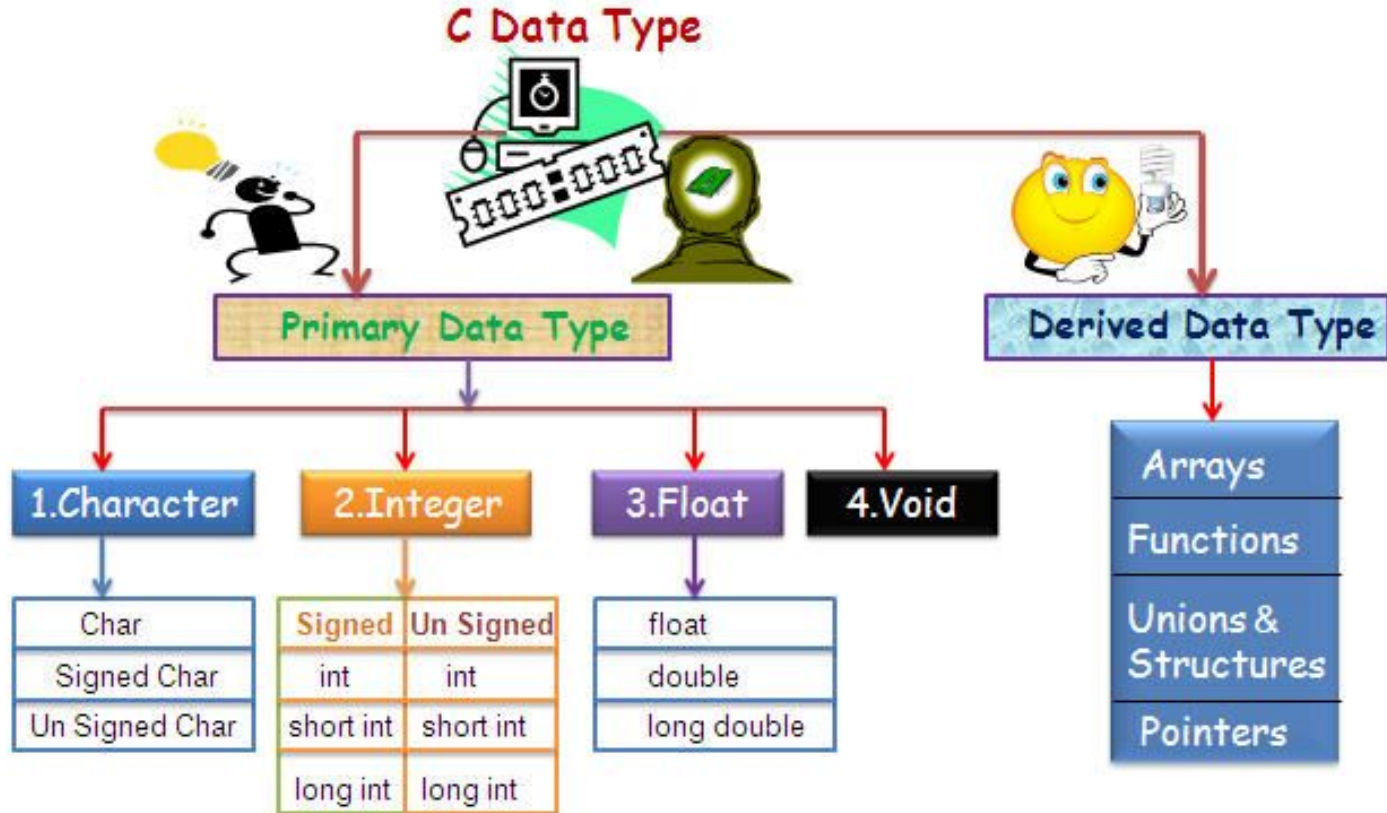 C Data Type
Primary Data Type
Derived Data Type
1.Character
2.Integer
3.Float
4.Void
Char
Signed Char
Un Signed Char
Signed Un Signed
int int
short int short int
long int long int
float
double
long double
Arrays
Functions
Unions &
Structures
Pointers